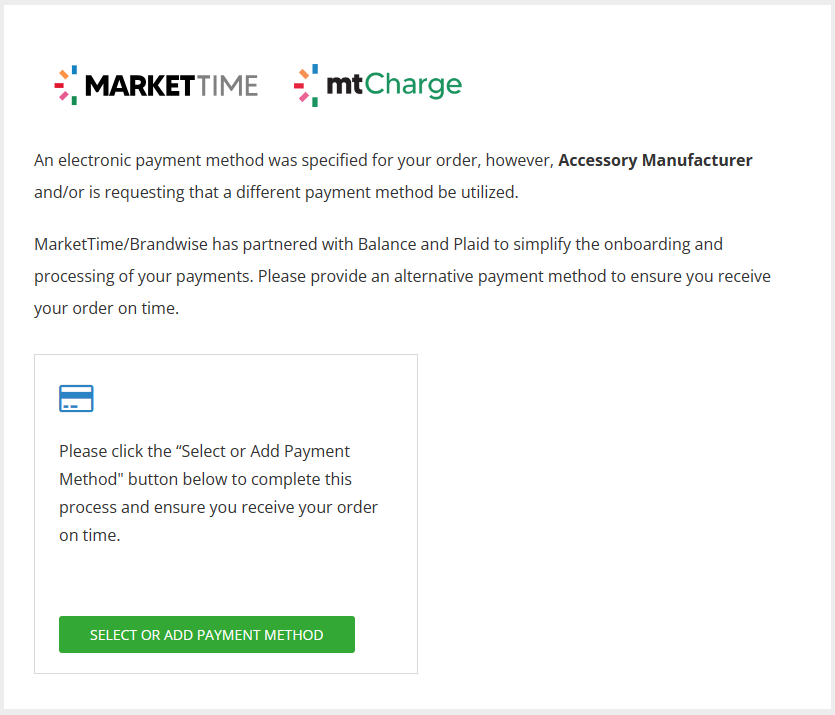 MARKETTIME mtCharge
An electronic payment method was specified for your order, however, Accessory Manufacturer
and/or is requesting that a different payment method be utilized.
MarketTime/Brandwise has partnered with Balance and Plaid to simplify the onboarding and
processing of your payments. Please provide an alternative payment method to ensure you receive
your order on time.
Please click the “Select or Add Payment
Method" button below to complete this
process and ensure you receive your order
on time.
SELECT OR ADD PAYMENT METHOD